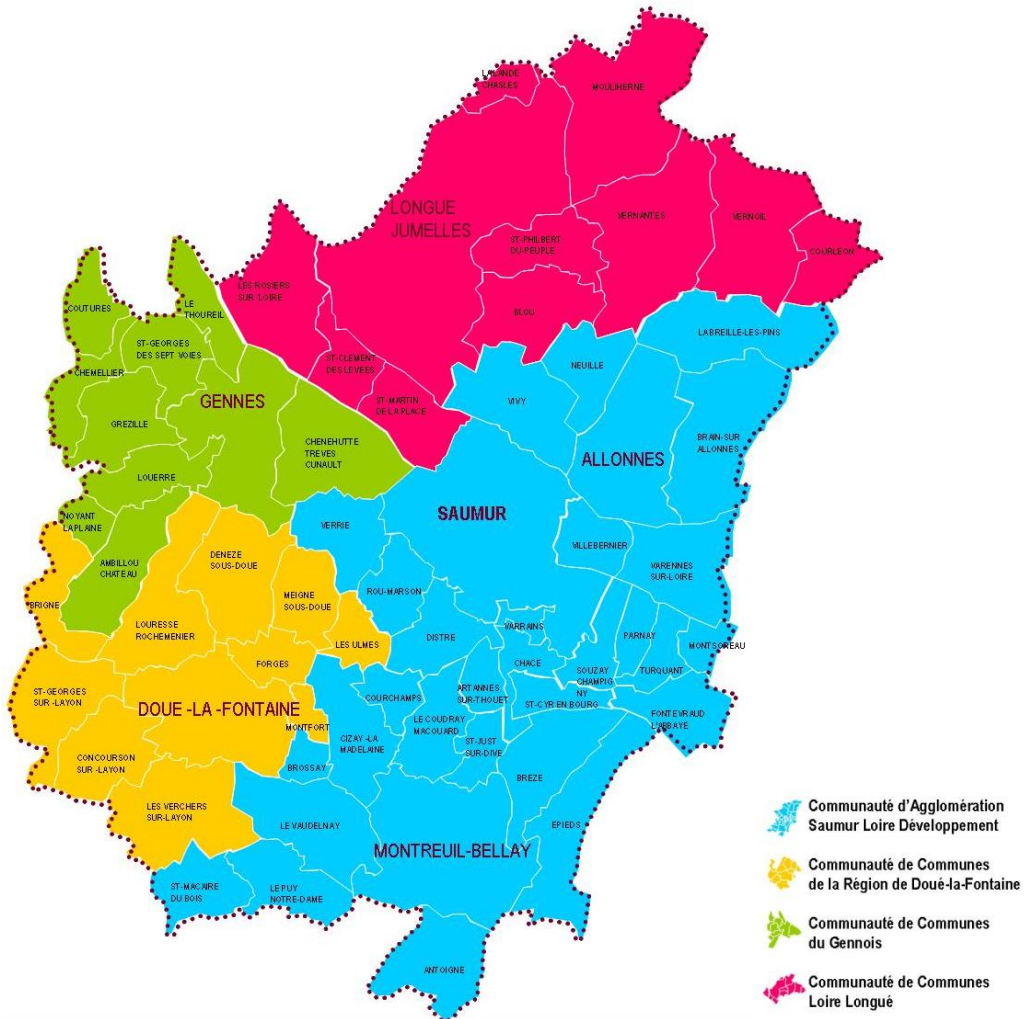 LALANDE
CHASLES
MOULIHERNE
LONGUE
JUMELLES
VERNANTES
VERNOIL
ST-PHILBERT
DU-PEUPLE
COURLEON
LES ROSIERS
SUR LOIRE
BLOU
COUTURES
LE
THOUREIL
ST-GEORGES
DES SEPT VOIES
CHEMELLIER
ST-CLEMENT
DES LEVEES
ST-MARTIN
DE LA PLACE
LABREILLE-LES-PINS
NEUILLE
VIVY
GENNES
GREZILLE
CHENEHUTTE
TREVES
CUNAULT
BRAIN-SUR
ALLONNES
ALLONNES
LOUERRE
NOYANT
LAPLAINE
SAUMUR
VERRIE
VILLEBERNIER
DENEZE
SOUS-DOUE
AMBILLOU
CHATEAU
VARENNES
SUR-LOIRE
MEIGNE
SOUS-DOUE
ROU-MARSON
BRIGNE
LOURESSE
ROCHEMENIER
VARRAINS
DISTRE
PARNAY
MONTSOREAU
LES ULMES
FORGES
CHACE
SOUZAY
CHAMPIG
NY
TURQUANT
ST-GEORGES
SUR -LAYON
COURCHAMPS
ARTANNES
SUR-THOUET
ST-CYR EN BOURG
DOUE -LA -FONTAINE
MONTFORT
FONTEVRAUD
L'ABBAYE
CIZAY -LA
MADELAINE
LE COUDRAY
MACOUARD
ST-JUST
SUR-DIVE
CONCOURSON
SUR -LAYON
BROSSAY
BREZE
LES VERCHERS
SUR-LAYON
LE VAUDELNAY
EPIEDS
MONTREUIL-BELLAY
ST-MACAIRE
DU BOIS
LE PUY
NOTRE-DAME
ANTOIGNE
Communauté d'Agglomération
Saumur Loire Développement
Communauté de Communes
de la Région de Doué-la-Fontaine
Communauté de Communes
du Gennois
Communauté de Communes
Loire Longué